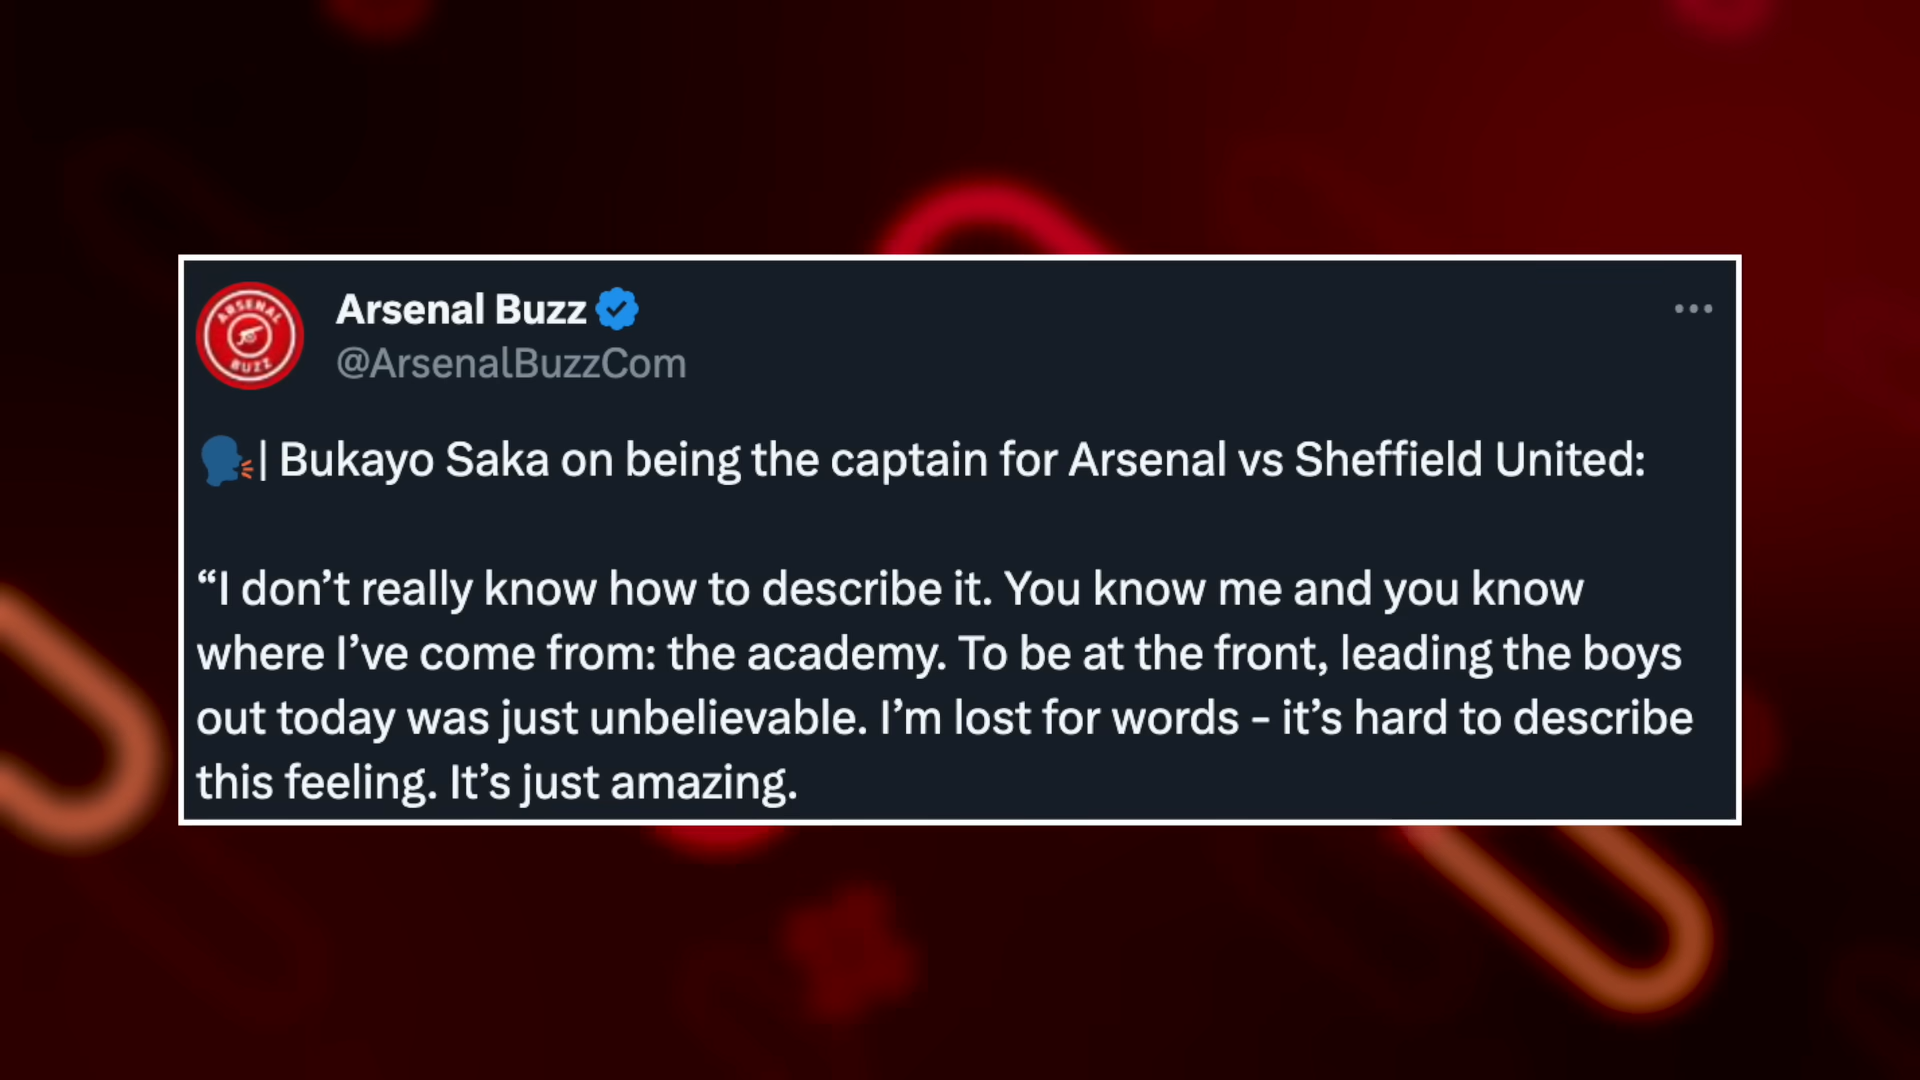 ARSENAL
BUZZ
Arsenal Buzz
@ArsenalBuzzCom
🗣️| Bukayo Saka on being the captain for Arsenal vs Sheffield United:
“I don’t really know how to describe it. You know me and you know
where I’ve come from: the academy. To be at the front, leading the boys
out today was just unbelievable. I’m lost for words – it’s hard to describe
this feeling. It’s just amazing.